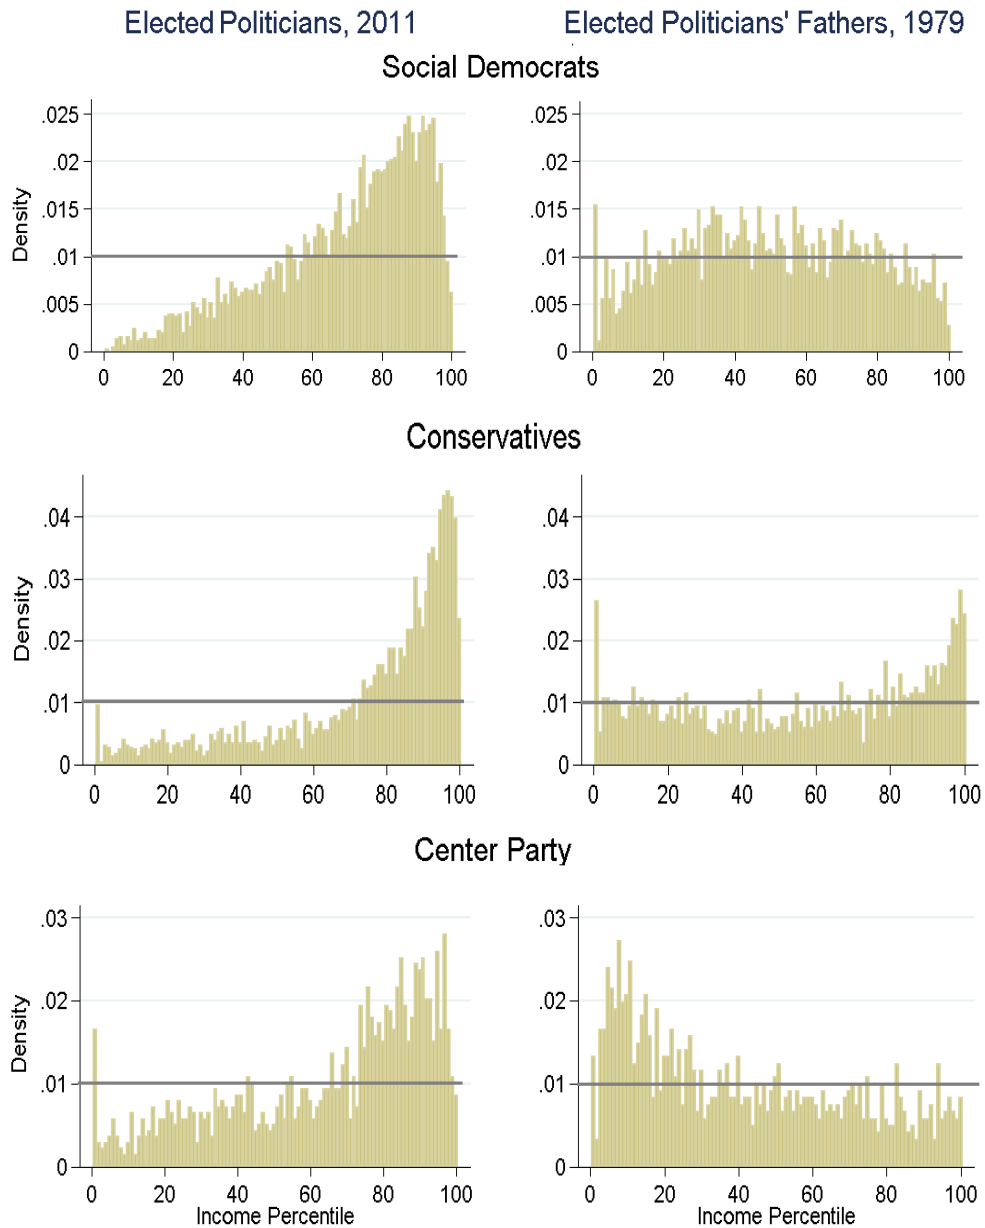 Elected Politicians, 2011 Elected Politicians' Fathers, 1979
Social Democrats
Density
.025
.02
.015
.01
.005
0
0 20 40 60 80 100
.025
.02
.015
.01
.005
0
0 20 40 60 80 100
Conservatives
Density
.04
.03
.02
.01
0
0 20 40 60 80 100
.04
.03
.02
.01
0
0 20 40 60 80 100
Center Party
Density
.03
.02
.01
0
0 20 40 60 80 100
Income Percentile
.03
.02
.01
0
0 20 40 60 80 100
Income Percentile